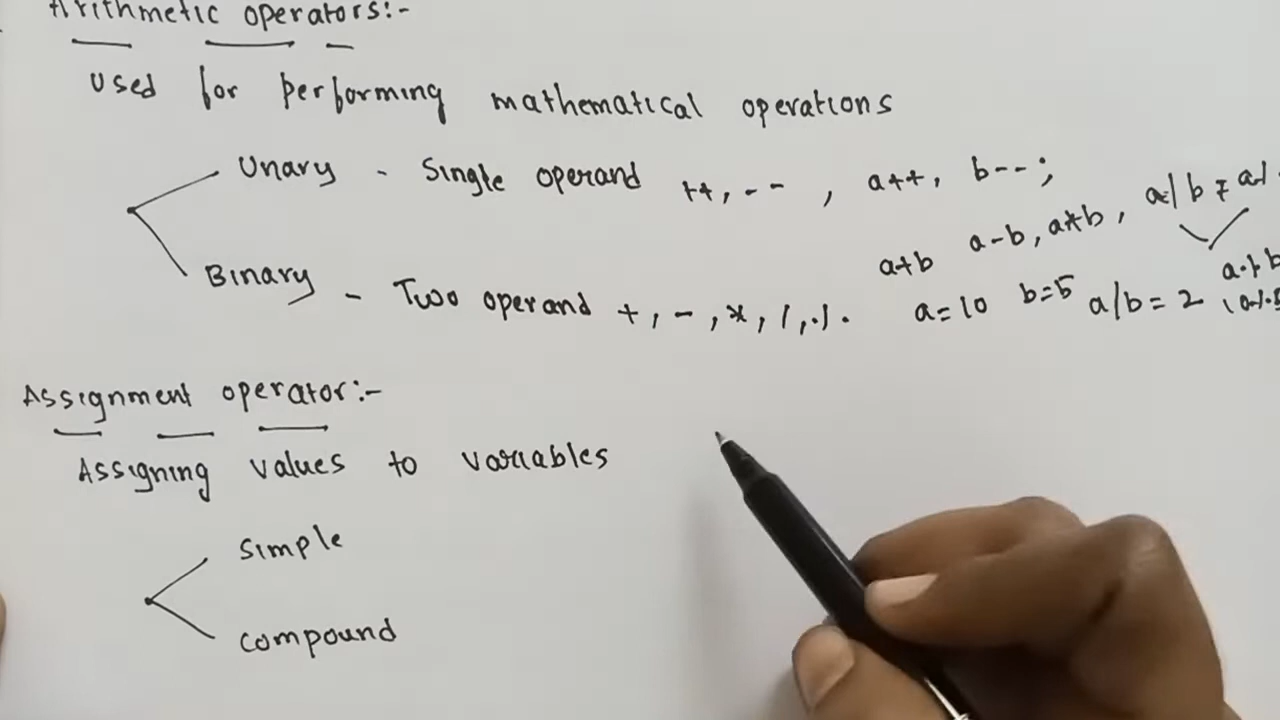 Arithmetic operators:-
Used for performing mathematical operations
Unary - Single operand ++, -- , a++, b--;
a+b a-b, a*b, a/b
Binary - Two operand +, -, *, /, %.
a=10 b=5 a/b=2
Assignment operator:-
Assigning values to variables
Simple
Compound